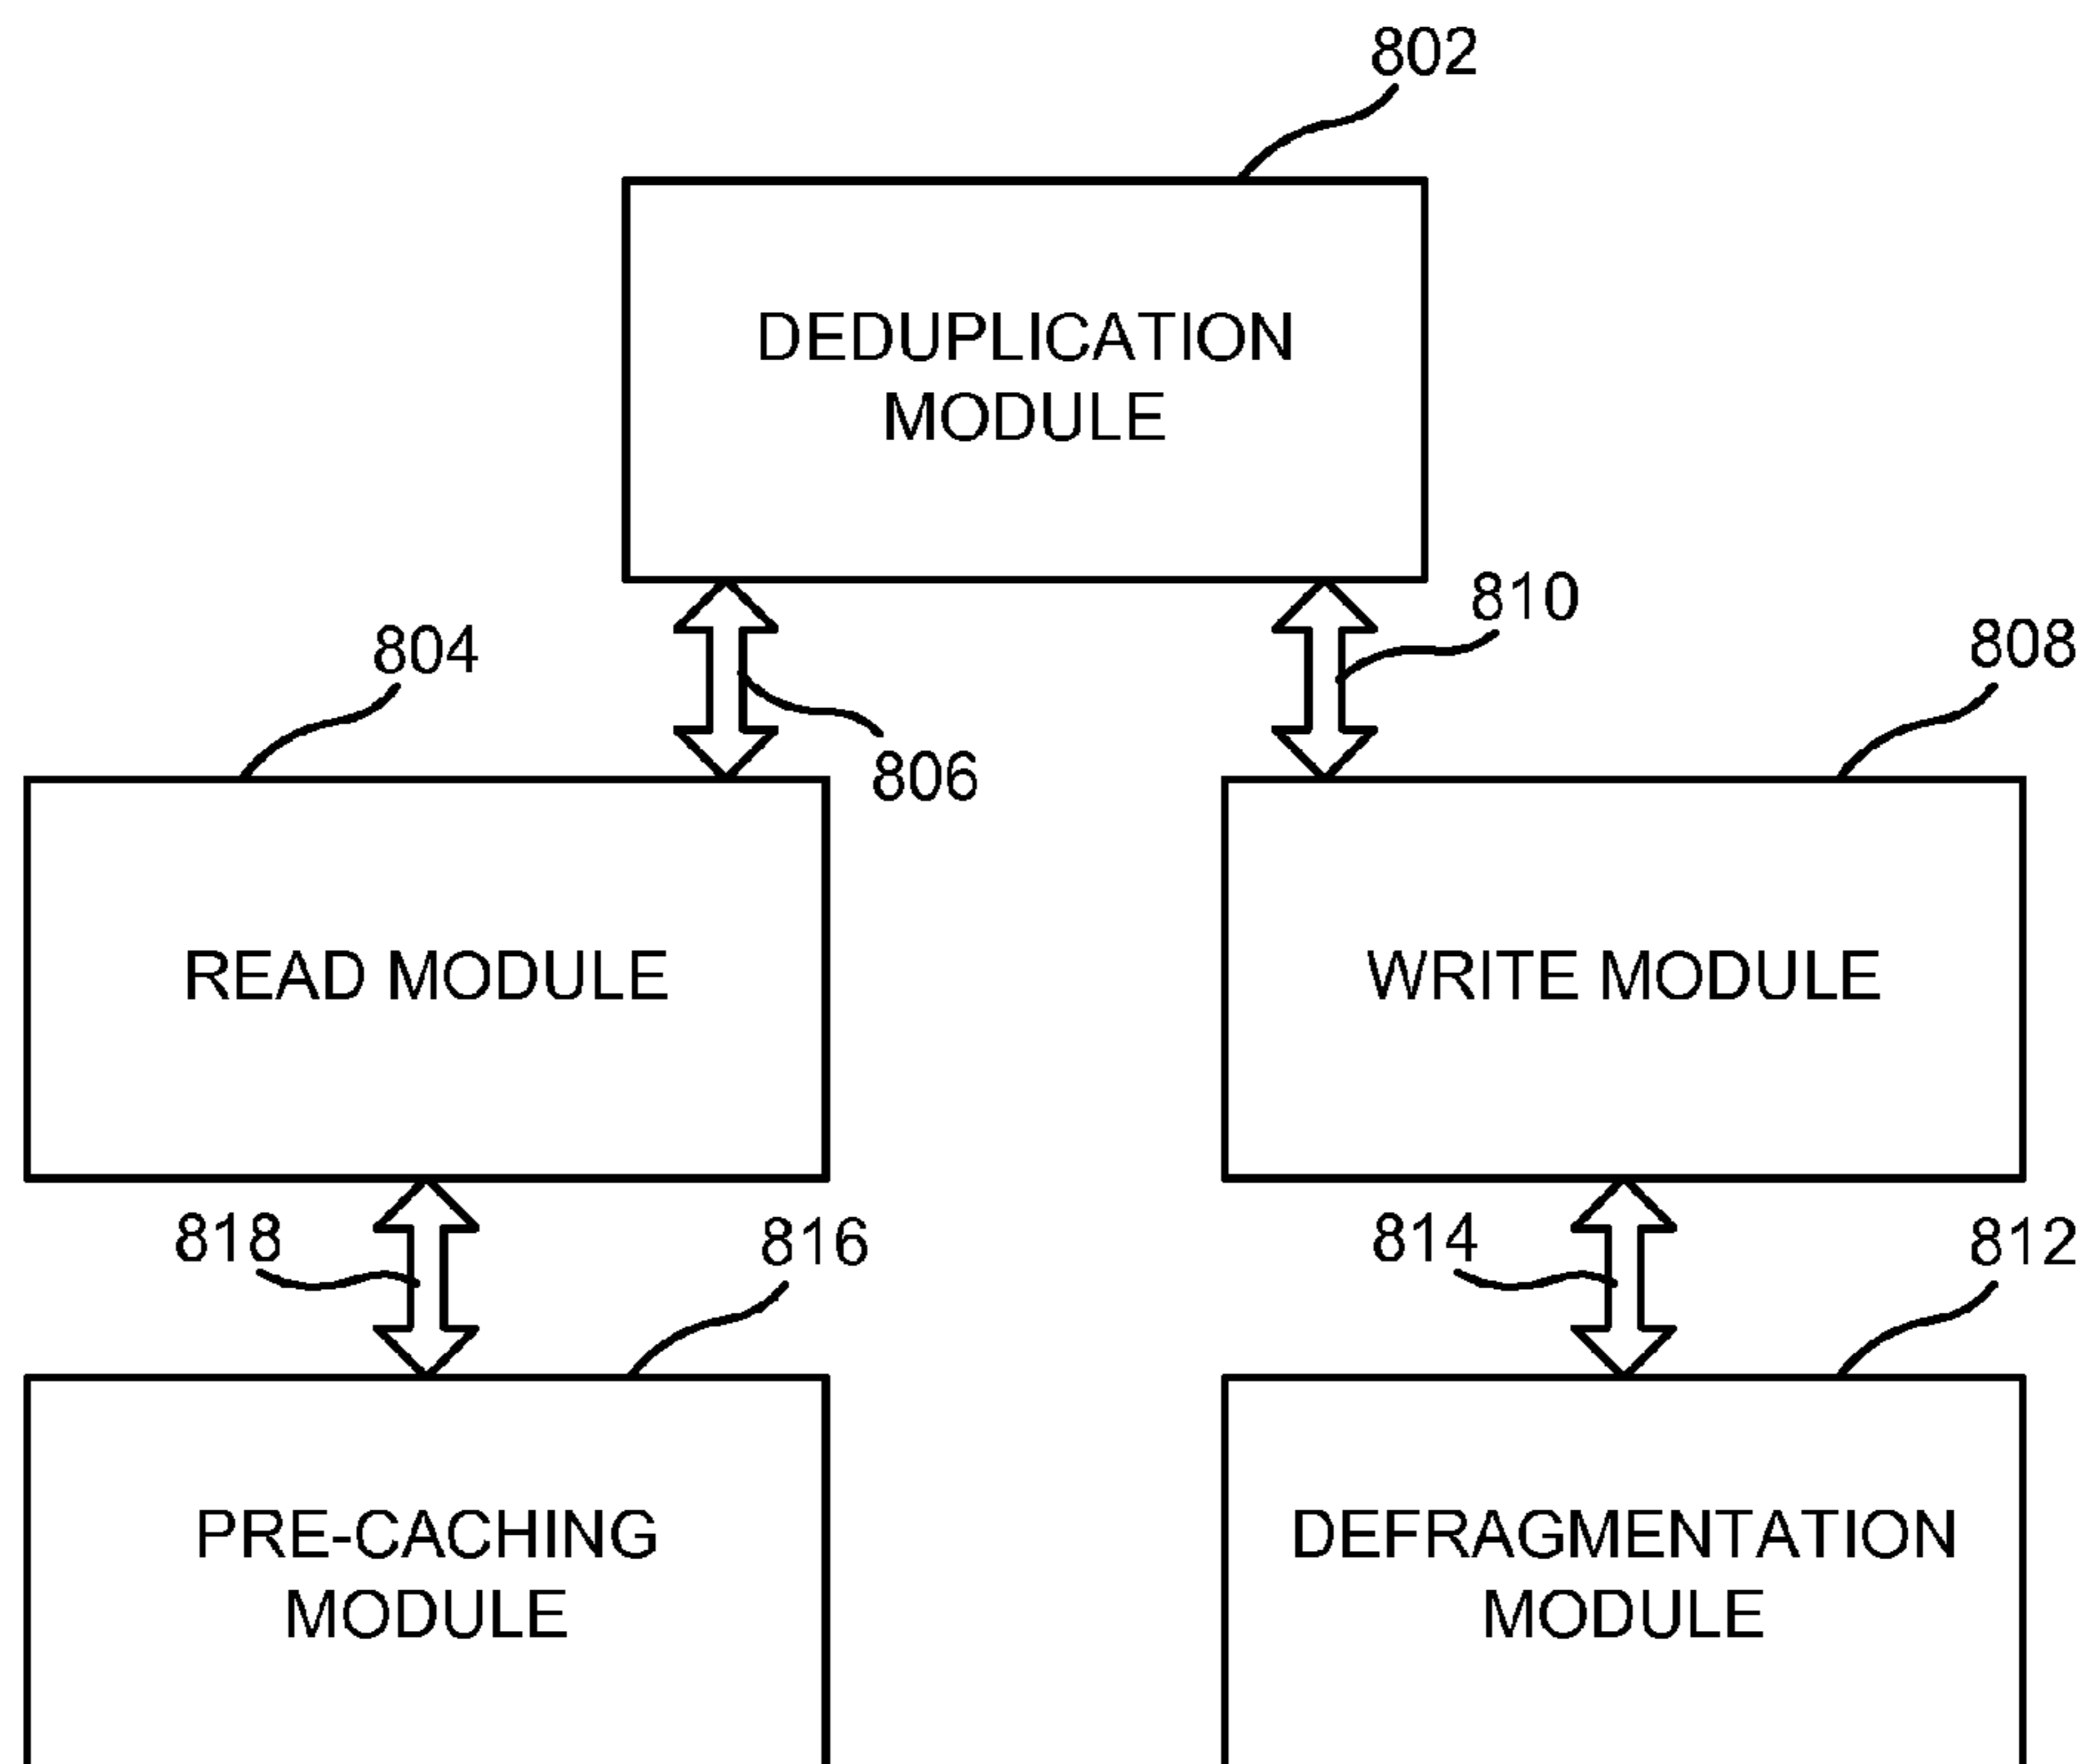 802
DEDUPLICATION
MODULE
810
804
808
806
READ MODULE
WRITE MODULE
818
816
814
812
PRE-CACHING
MODULE
DEFRAGMENTATION
MODULE